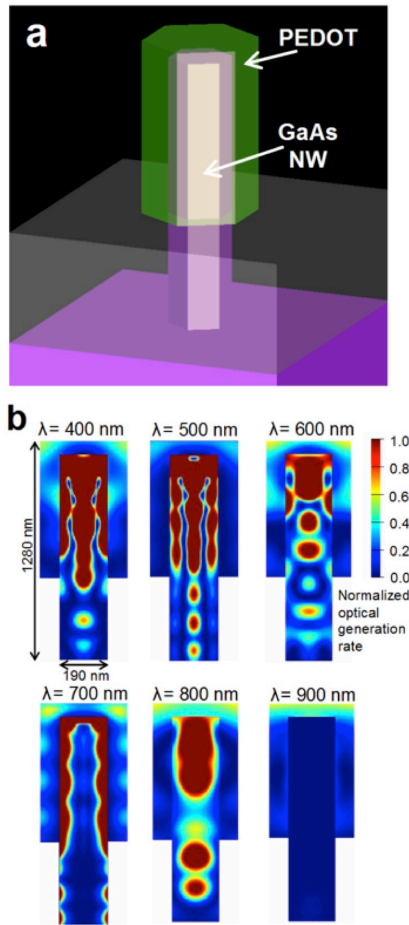 a
PEDOT
GaAs
NW
b
λ= 400 nm
λ= 500 nm
λ= 600 nm
1280 nm
190 nm
1.0
0.8
0.6
0.4
0.2
0.0
Normalized
optical
generation
rate
λ= 700 nm
λ= 800 nm
λ= 900 nm